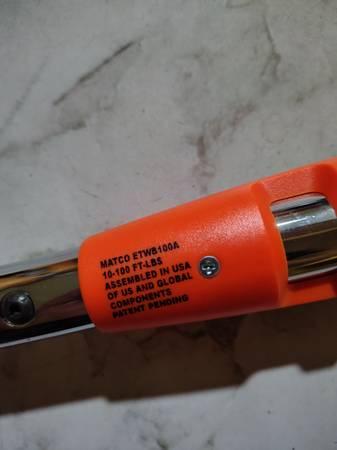 MATCO ETWB100A
10-100 FT-LBS
ASSEMBLED IN USA
OF US AND GLOBAL
COMPONENTS
PATENT PENDING